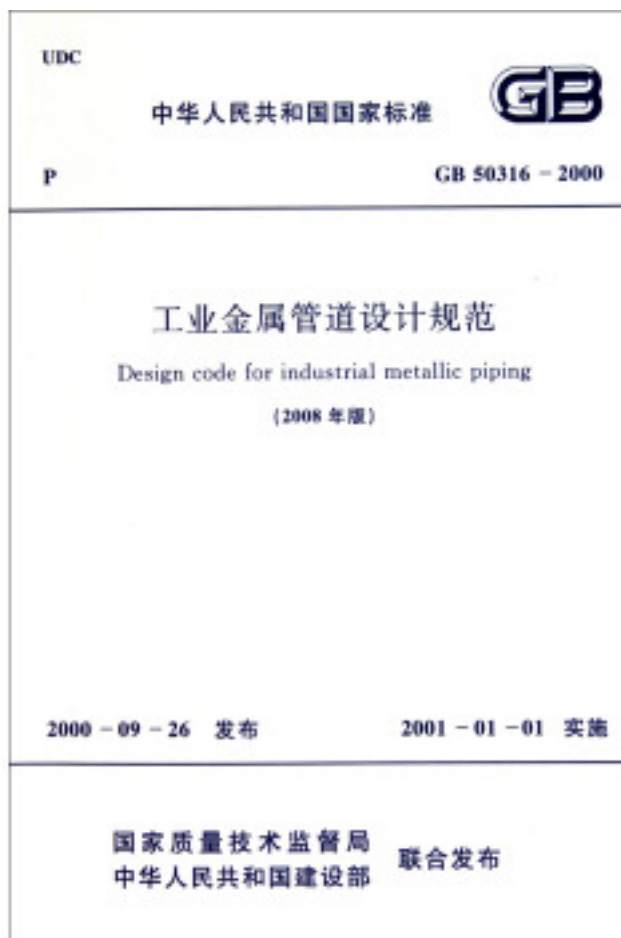 UDC
中华人民共和国国家标准
GB
P
GB 50316-2000
工业金属管道设计规范
Design code for industrial metallic piping
(2008 年版)
2000-09-26 发布
2001-01-01 实施
国家质量技术监督局
中华人民共和国建设部
联合发布